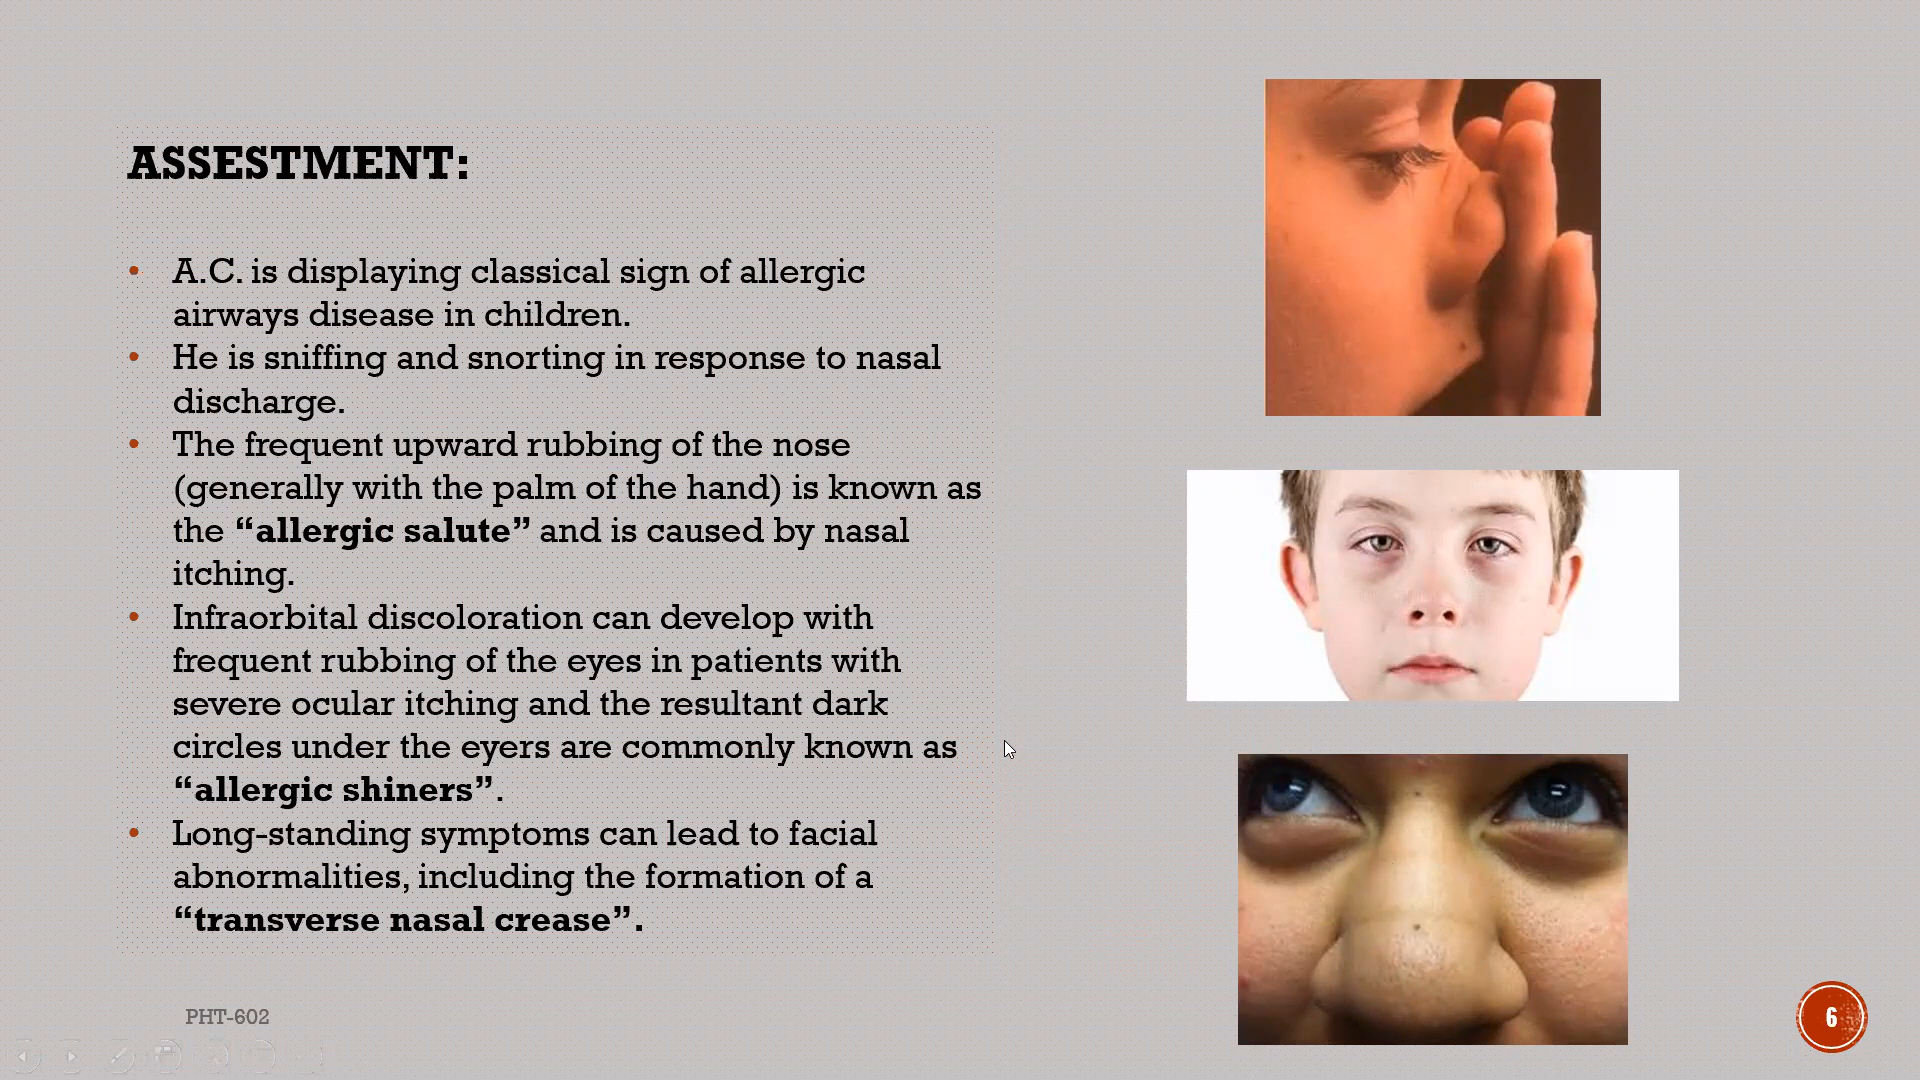 ASSESTMENT:
• A.C. is displaying classical sign of allergic
airways disease in children.
• He is sniffing and snorting in response to nasal
discharge.
• The frequent upward rubbing of the nose
(generally with the palm of the hand) is known as
the “allergic salute” and is caused by nasal
itching.
• Infraorbital discoloration can develop with
frequent rubbing of the eyes in patients with
severe ocular itching and the resultant dark
circles under the eyers are commonly known as
“allergic shiners”.
• Long-standing symptoms can lead to facial
abnormalities, including the formation of a
“transverse nasal crease”.
PHT-602
6